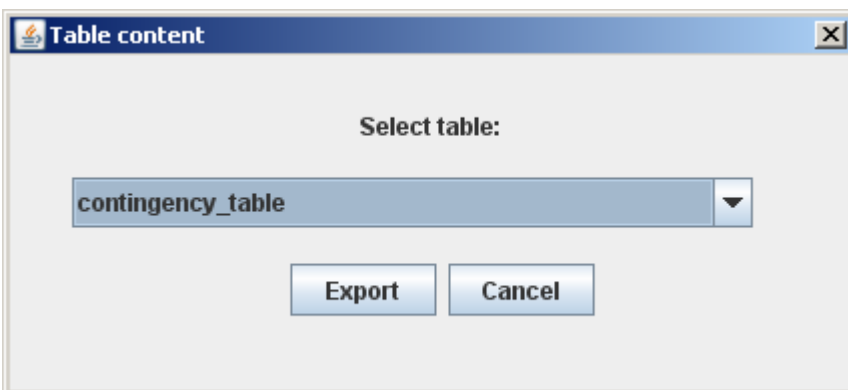 Table content
Select table:
contingency_table
Export Cancel